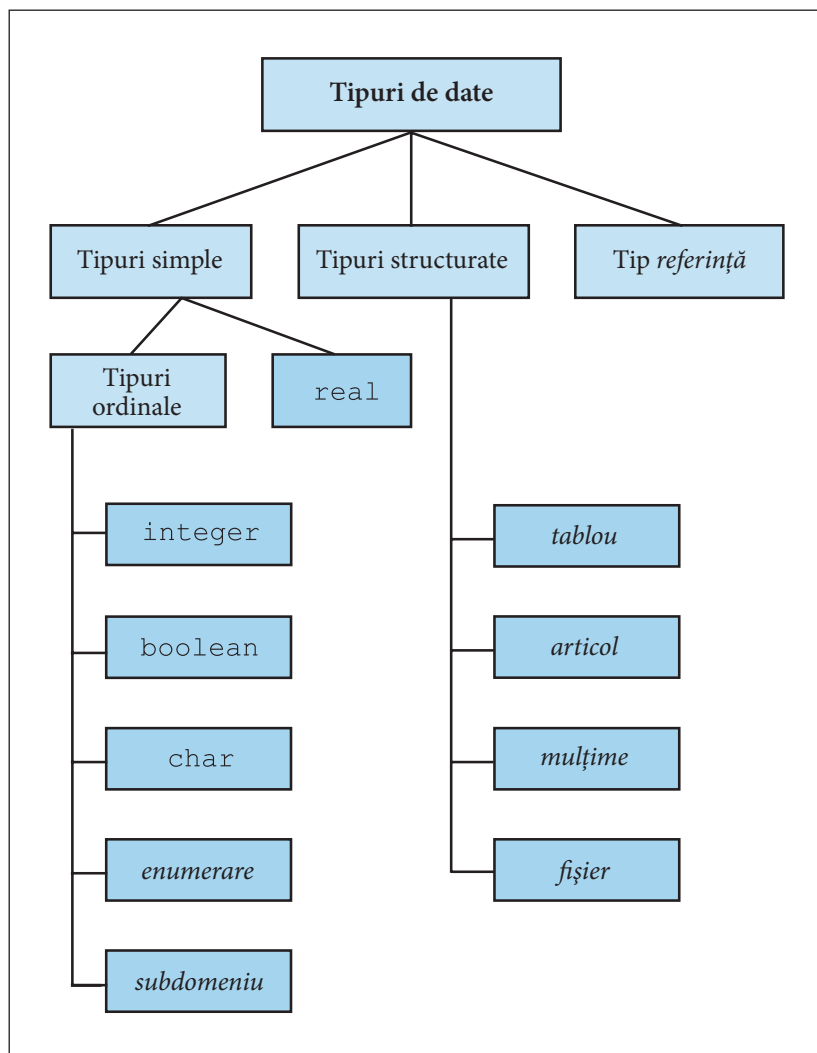 Tipuri de date
Tipuri simple
Tipuri structurate
Tip referință
Tipuri
ordinale
real
integer
boolean
char
enumerare
subdomeniu
tablou
articol
mulțime
fişier